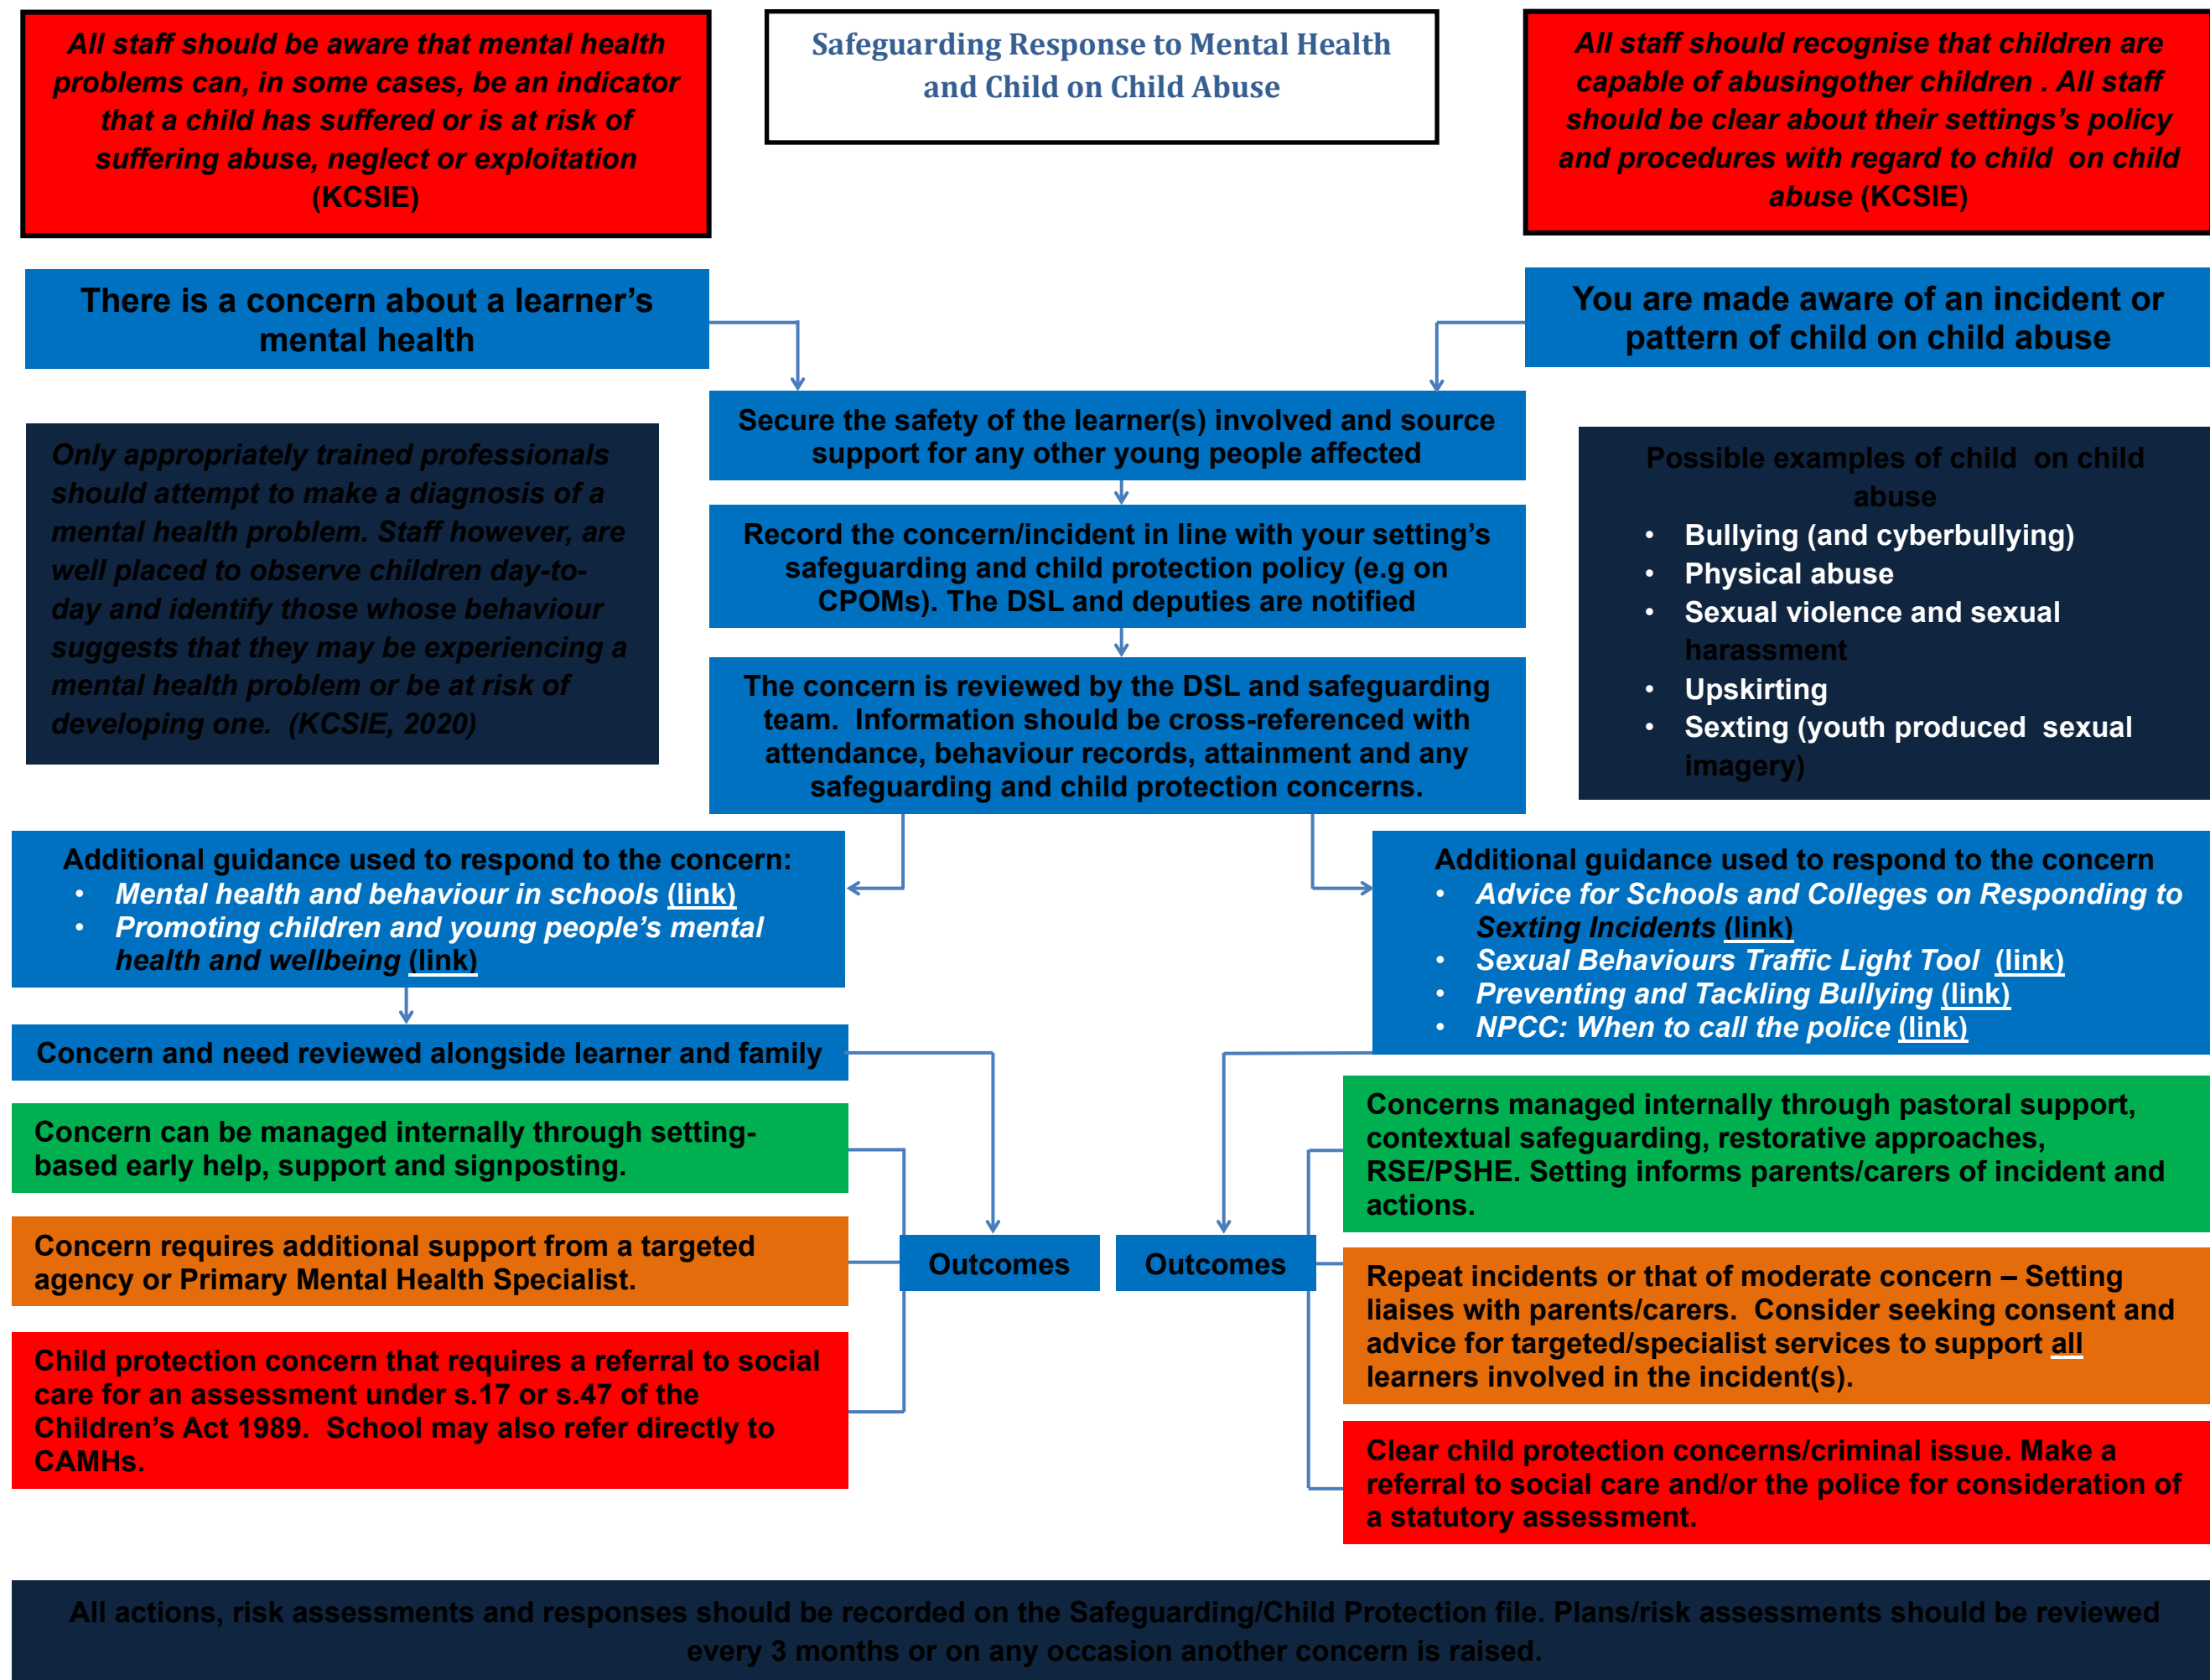 All staff should be aware that mental health
problems can, in some cases, be an indicator
that a child has suffered or is at risk of
suffering abuse, neglect or exploitation
(KCSIE)
Safeguarding Response to Mental Health
and Child on Child Abuse
All staff should recognise that children are
capable of abusingother children . All staff
should be clear about their settings's policy
and procedures with regard to child  on child
abuse (KCSIE)
There is a concern about a learner’s
mental health
You are made aware of an incident or
pattern of child on child abuse
Secure the safety of the learner(s) involved and source
support for any other young people affected
Only appropriately trained professionals
should attempt to make a diagnosis of a
mental health problem. Staff however, are
well placed to observe children day-to-
day and identify those whose behaviour
suggests that they may be experiencing a
mental health problem or be at risk of
developing one.  (KCSIE, 2020)
Record the concern/incident in line with your setting’s
safeguarding and child protection policy (e.g on
CPOMs). The DSL and deputies are notified
Possible examples of child  on child
abuse
• Bullying (and cyberbullying)
• Physical abuse
• Sexual violence and sexual
harassment
• Upskirting
• Sexting (youth produced  sexual
imagery)
The concern is reviewed by the DSL and safeguarding
team.  Information should be cross-referenced with
attendance, behaviour records, attainment and any
safeguarding and child protection concerns.
Additional guidance used to respond to the concern:
• Mental health and behaviour in schools (link)
• Promoting children and young people’s mental
health and wellbeing (link)
Additional guidance used to respond to the concern
• Advice for Schools and Colleges on Responding to
Sexting Incidents (link)
• Sexual Behaviours Traffic Light Tool  (link)
• Preventing and Tackling Bullying (link)
• NPCC: When to call the police (link)
Concern and need reviewed alongside learner and family
Concern can be managed internally through setting-
based early help, support and signposting.
Concern requires additional support from a targeted
agency or Primary Mental Health Specialist.
Child protection concern that requires a referral to social
care for an assessment under s.17 or s.47 of the
Children’s Act 1989.  School may also refer directly to
CAMHs.
Outcomes
Outcomes
Concerns managed internally through pastoral support,
contextual safeguarding, restorative approaches,
RSE/PSHE. Setting informs parents/carers of incident and
actions.
Repeat incidents or that of moderate concern – Setting
liaises with parents/carers.  Consider seeking consent and
advice for targeted/specialist services to support all
learners involved in the incident(s).
Clear child protection concerns/criminal issue. Make a
referral to social care and/or the police for consideration of
a statutory assessment.
All actions, risk assessments and responses should be recorded on the Safeguarding/Child Protection file. Plans/risk assessments should be reviewed
every 3 months or on any occasion another concern is raised.